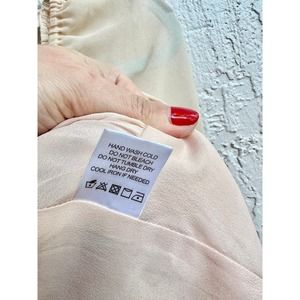 HAND WASH COLD
DO NOT BLEACH
DO NOT TUMBLE DRY
HANG DRY
COOL IRON IF NEEDED